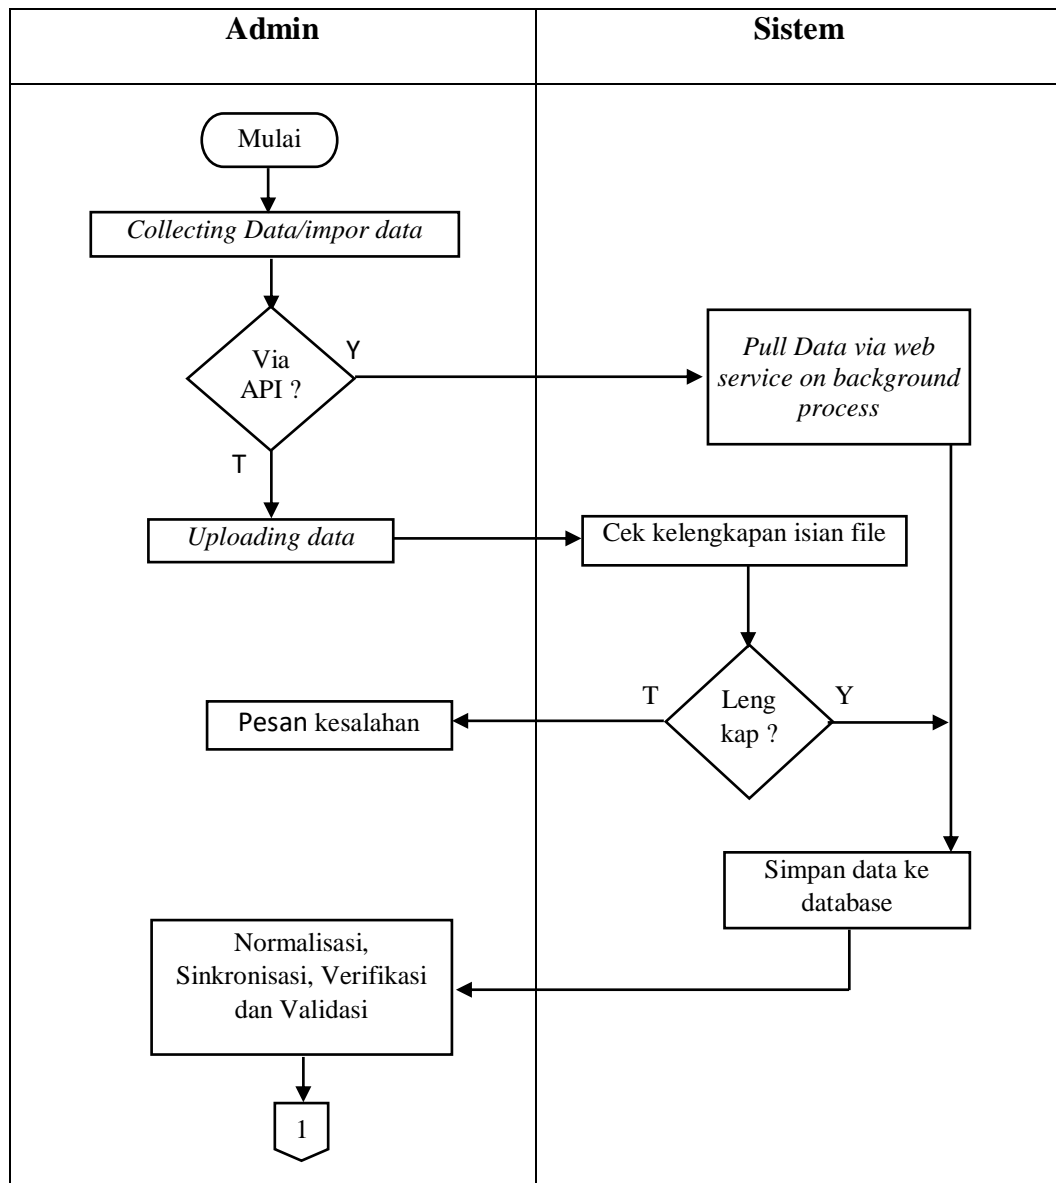 Admin
Sistem
Mulai
Collecting Data/impor data
Via
API ?
Y
Pull Data via web
service on background
process
T
Uploading data
Cek kelengkapan isian file
T
Leng
kap ?
Y
Pesan kesalahan
Simpan data ke
database
Normalisasi,
Sinkronisasi, Verifikasi
dan Validasi
1